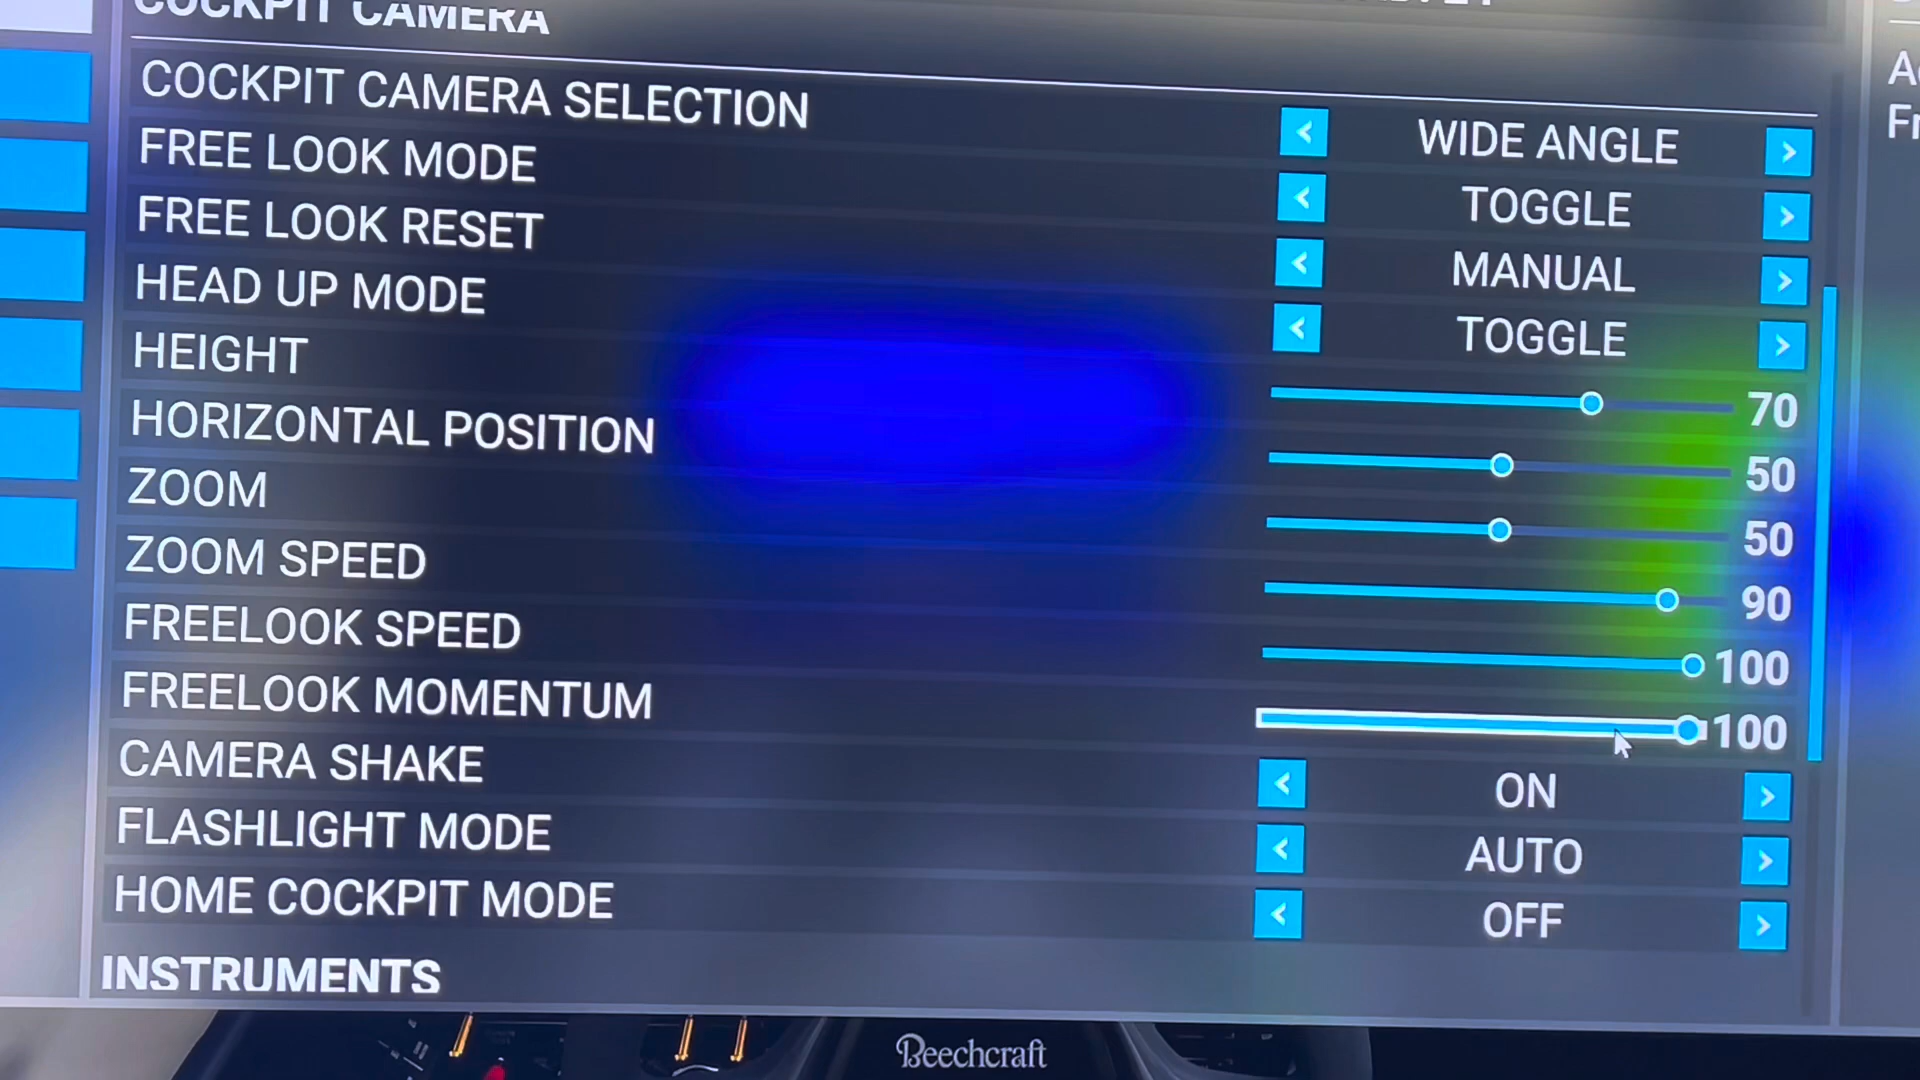 COCKPIT CAMERA
COCKPIT CAMERA SELECTION < WIDE ANGLE >
FREE LOOK MODE < TOGGLE >
FREE LOOK RESET < MANUAL >
HEAD UP MODE < TOGGLE >
HEIGHT 70
HORIZONTAL POSITION 50
ZOOM 50
ZOOM SPEED 90
FREELOOK SPEED 100
FREELOOK MOMENTUM 100
CAMERA SHAKE < ON >
FLASHLIGHT MODE < AUTO >
HOME COCKPIT MODE < OFF >
INSTRUMENTS
Beechcraft